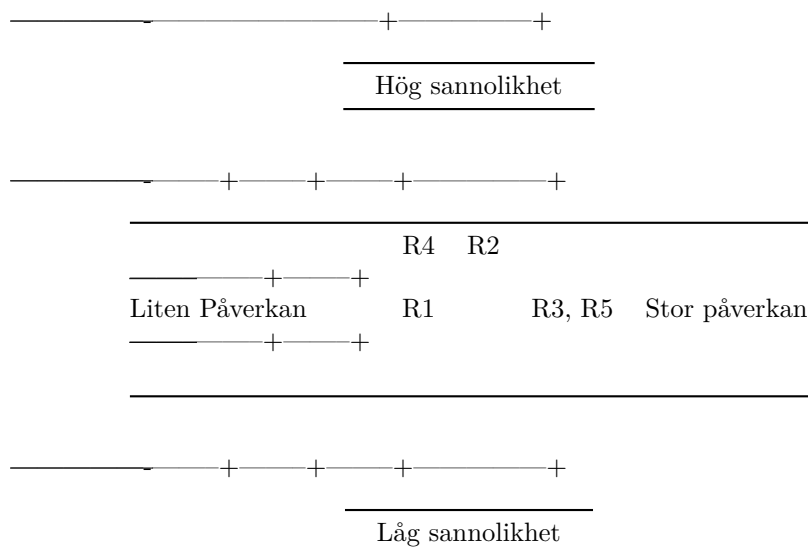 Hög sannolikhet
R4 R2
Liten Påverkan R1 R3, R5 Stor påverkan
Låg sannolikhet